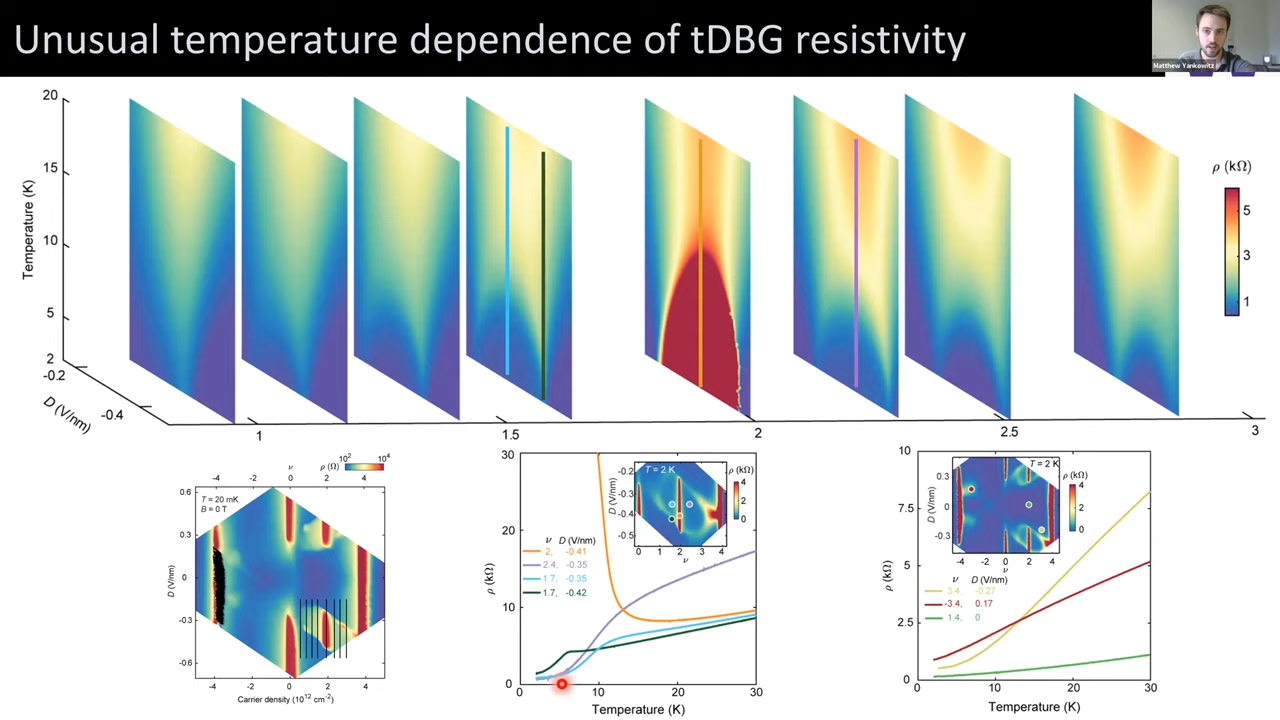 Unusual temperature dependence of tDBG resistivity
Matthew Yankowitz
20
15
10
5
2
Temperature (K)
-0.2
-0.4
D (V/nm)
1
1.5
2
2.5
3
ρ (kΩ)
5
3
1
ν
-4 -2 0 2 4
ρ (Ω) 10² 10⁴
T = 20 mK
B = 0 T
0.6
0.3
0
-0.3
-0.6
D (V/nm)
-4 -2 0 2 4
Carrier density (10¹² cm⁻²)
30
20
10
0
ρ (kΩ)
0 10 20 30
Temperature (K)
ν D (V/nm)
2, -0.41
2.4, -0.35
1.7, -0.35
1.7, -0.42
T = 2 K
ρ (kΩ)
4
2
0
-0.2
-0.3
-0.4
-0.5
D (V/nm)
0 1 2 3 4
ν
10
7.5
5
2.5
0
ρ (kΩ)
0 10 20 30
Temperature (K)
ν D (V/nm)
3.4, -0.27
-3.4, 0.17
1.4, 0
T = 2 K
ρ (kΩ)
4
2
0
0.3
0
-0.3
D (V/nm)
-4 -2 0 2 4
ν